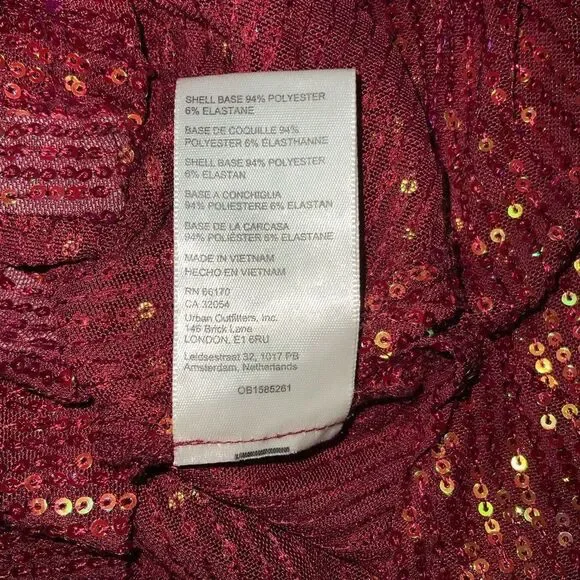 SHELL BASE 94% POLYESTER
6% ELASTANE
BASE DE COQUILLE 94%
POLYESTER 6% ÉLASTHANNE
SHELL BASE 94% POLYESTER
6% ELASTAN
BASE A CONCHIGLIA
94% POLIESTERE 6% ELASTAN
BASE DE LA CARCASA
94% POLIÉSTER 6% ELASTANE
MADE IN VIETNAM
HECHO EN VIETNAM
RN 66170
CA 32054
Urban Outfitters, Inc.
146 Brick Lane
LONDON, E1 6RU
Leidsestraat 32, 1017 PB
Amsterdam, Netherlands
OB1585261